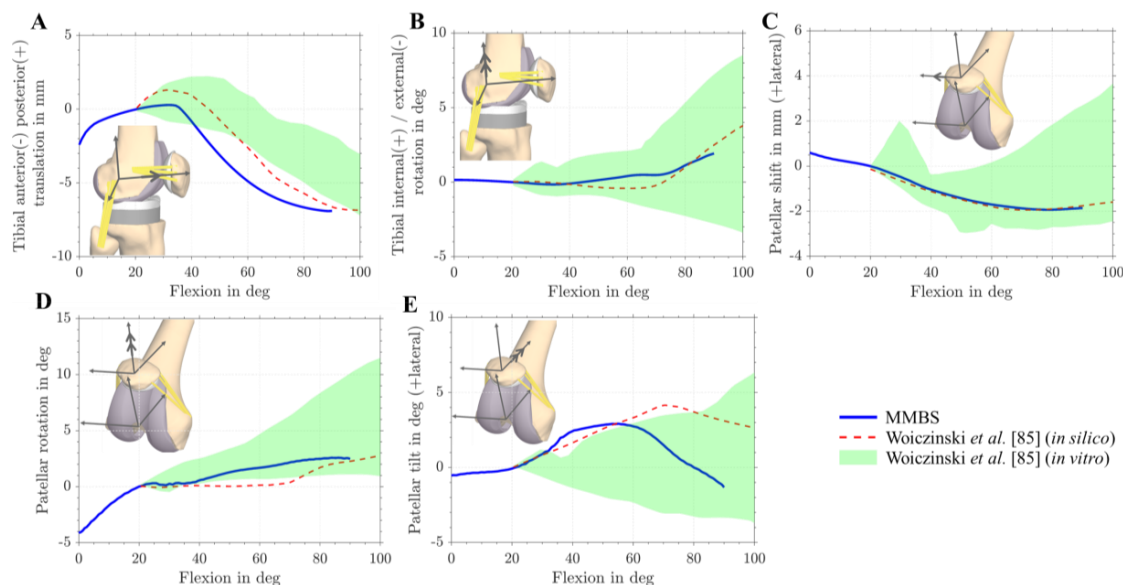 A
Tibial anterior(-) posterior(+)
translation in mm
5
0
-5
-10
0 20 40 60 80 100
Flexion in deg
B
Tibial internal(+) / external(-)
rotation in deg
10
5
0
-5
0 20 40 60 80 100
Flexion in deg
C
Patellar shift in mm (+lateral)
6
4
2
0
-2
-4
0 20 40 60 80 100
Flexion in deg
D
Patellar rotation in deg
15
10
5
0
-5
0 20 40 60 80 100
Flexion in deg
E
Patellar tilt in deg (+lateral)
10
5
0
-5
0 20 40 60 80 100
Flexion in deg
MMBS
Woiczinski et al. [85] (in silico)
Woiczinski et al. [85] (in vitro)